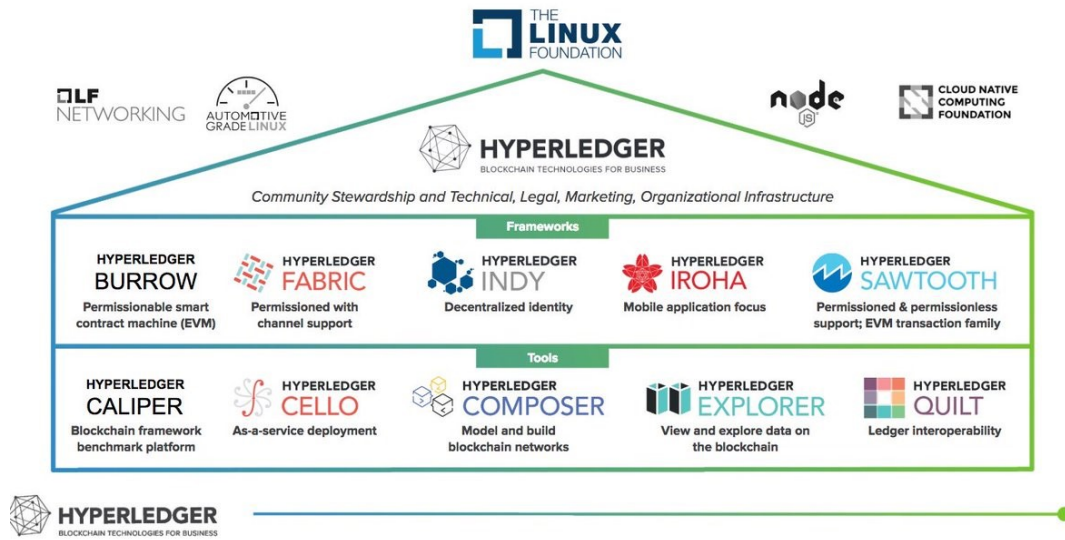 THE
LINUX
FOUNDATION
LF
NETWORKING
AUTOMOTIVE
GRADE LINUX
node
JS
CLOUD NATIVE
COMPUTING
FOUNDATION
HYPERLEDGER
BLOCKCHAIN TECHNOLOGIES FOR BUSINESS
Community Stewardship and Technical, Legal, Marketing, Organizational Infrastructure
Frameworks
HYPERLEDGER
BURROW
Permissionable smart
contract machine (EVM)
HYPERLEDGER
FABRIC
Permissioned with
channel support
HYPERLEDGER
INDY
Decentralized identity
HYPERLEDGER
IROHA
Mobile application focus
HYPERLEDGER
SAWTOOTH
Permissioned & permissionless
support; EVM transaction family
Tools
HYPERLEDGER
CALIPER
Blockchain framework
benchmark platform
HYPERLEDGER
CELLO
As-a-service deployment
HYPERLEDGER
COMPOSER
Model and build
blockchain networks
HYPERLEDGER
EXPLORER
View and explore data on
the blockchain
HYPERLEDGER
QUILT
Ledger interoperability
HYPERLEDGER
BLOCKCHAIN TECHNOLOGIES FOR BUSINESS